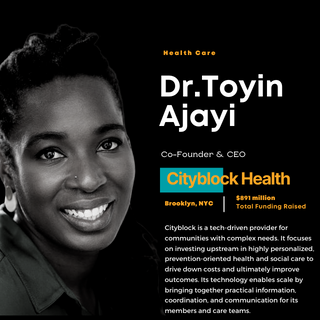 Health Care
Dr.Toyin
Ajayi
Co-Founder & CEO
Cityblock Health
Brooklyn, NYC
$891 million
Total Funding Raised
Cityblock is a tech-driven provider for
communities with complex needs. It focuses
on investing upstream in highly personalized,
prevention-oriented health and social care to
drive down costs and ultimately improve
outcomes. Its technology enables scale by
bringing together practical information,
coordination, and communication for its
members and care teams.